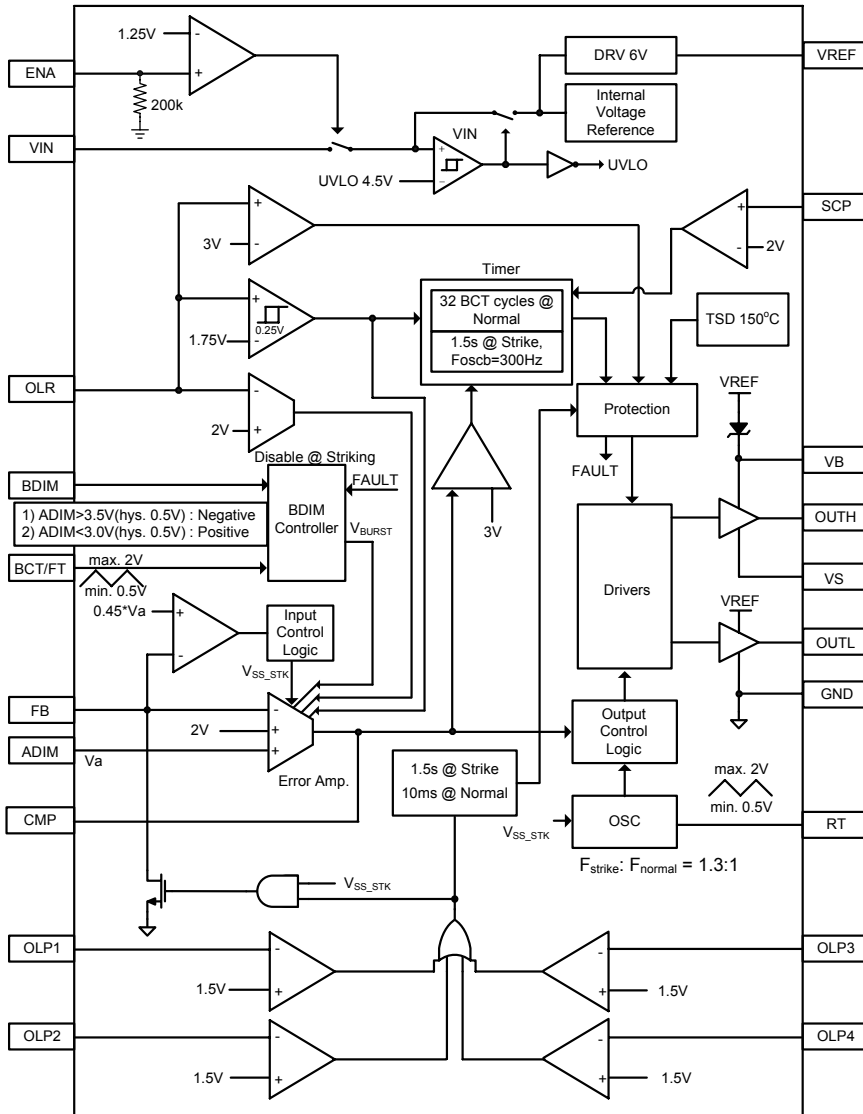 1.25V
-
+
ENA
200k
VIN
DRV 6V
VREF
Internal
Voltage
Reference
VIN
+
-
UVLO 4.5V
UVLO
+
3V
-
+
2V
-
SCP
Timer
32 BCT cycles @
Normal
1.5s @ Strike,
Foscb=300Hz
TSD 150°C
+
0.25V
1.75V
-
OLR
-
2V
+
Protection
FAULT
VREF
VB
OUTH
VS
Disable @ Striking
BDIM
FAULT
BDIM
Controller
1) ADIM>3.5V(hys. 0.5V) : Negative
2) ADIM<3.0V(hys. 0.5V) : Positive
VBURST
3V
BCT/FT
max. 2V
min. 0.5V
Drivers
VREF
OUTL
GND
0.45*Va
+
-
Input
Control
Logic
VSS_STK
FB
-
2V
+
ADIM
Va
+
Error Amp.
Output
Control
Logic
1.5s @ Strike
10ms @ Normal
max. 2V
min. 0.5V
CMP
VSS_STK
OSC
RT
Fstrike: Fnormal = 1.3:1
VSS_STK
OLP1
-
1.5V
+
OLP3
-
+
1.5V
OLP2
-
1.5V
+
OLP4
-
+
1.5V